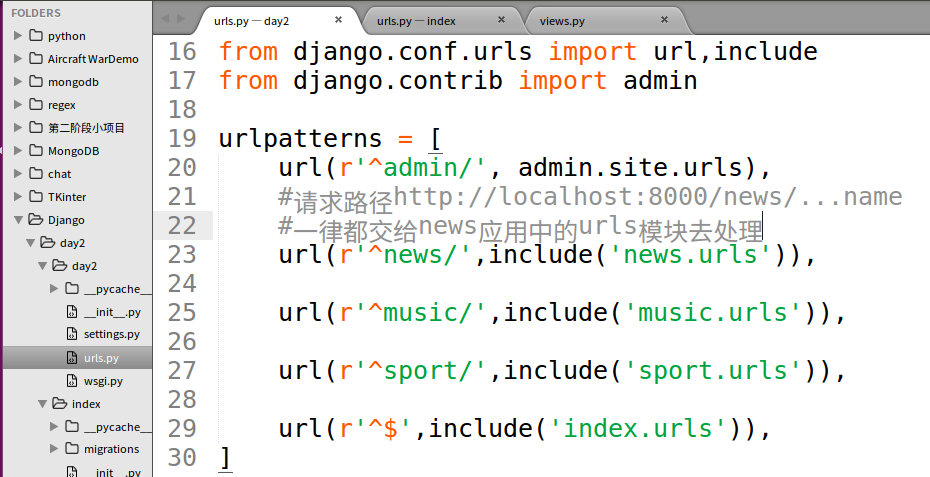 FOLDERS
python
AircraftWarDemo
mongodb
regex
第二阶段小项目
MongoDB
chat
TKinter
Django
day2
day2
__pycache__
__init__.py
settings.py
urls.py
wsgi.py
index
__pycache__
migrations
__init__.py
urls.py — day2 ×
urls.py — index ×
views.py ×
16 from django.conf.urls import url,include
17 from django.contrib import admin
18
19 urlpatterns = [
20 url(r'^admin/', admin.site.urls),
21 #请求路径http://localhost:8000/news/...name
22 #一律都交给news应用中的urls模块去处理
23 url(r'^news/',include('news.urls')),
24
25 url(r'^music/',include('music.urls')),
26
27 url(r'^sport/',include('sport.urls')),
28
29 url(r'^$',include('index.urls')),
30 ]